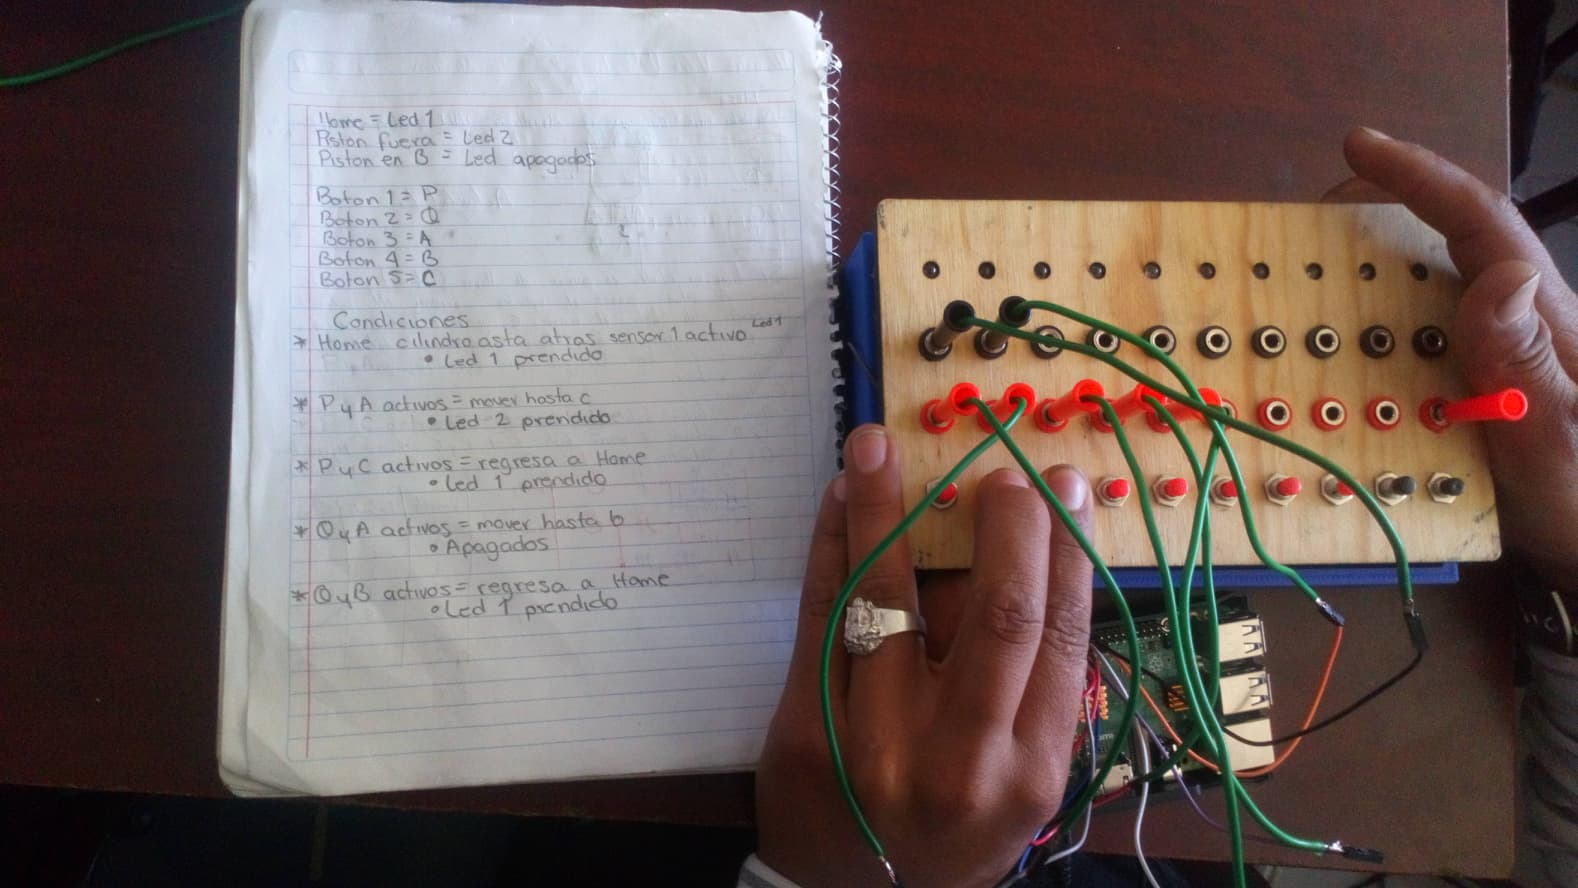 Home = Led 1
Piston fuera = Led 2
Piston en B = Led apagados
Boton 1 = P
Boton 2 = Q
Boton 3 = A
Boton 4 = B
Boton 5 = C
Condiciones
* Home cilindro asta atras sensor 1 activo Led 1
• Led 1 prendido
* P y A activos = mover hasta c
• Led 2 prendido
* P y C activos = regresa a Home
• Led 1 prendido
* Q y A activos = mover hasta b
• Apagados
* Q y B activos = regresa a Home
• Led 1 prendido